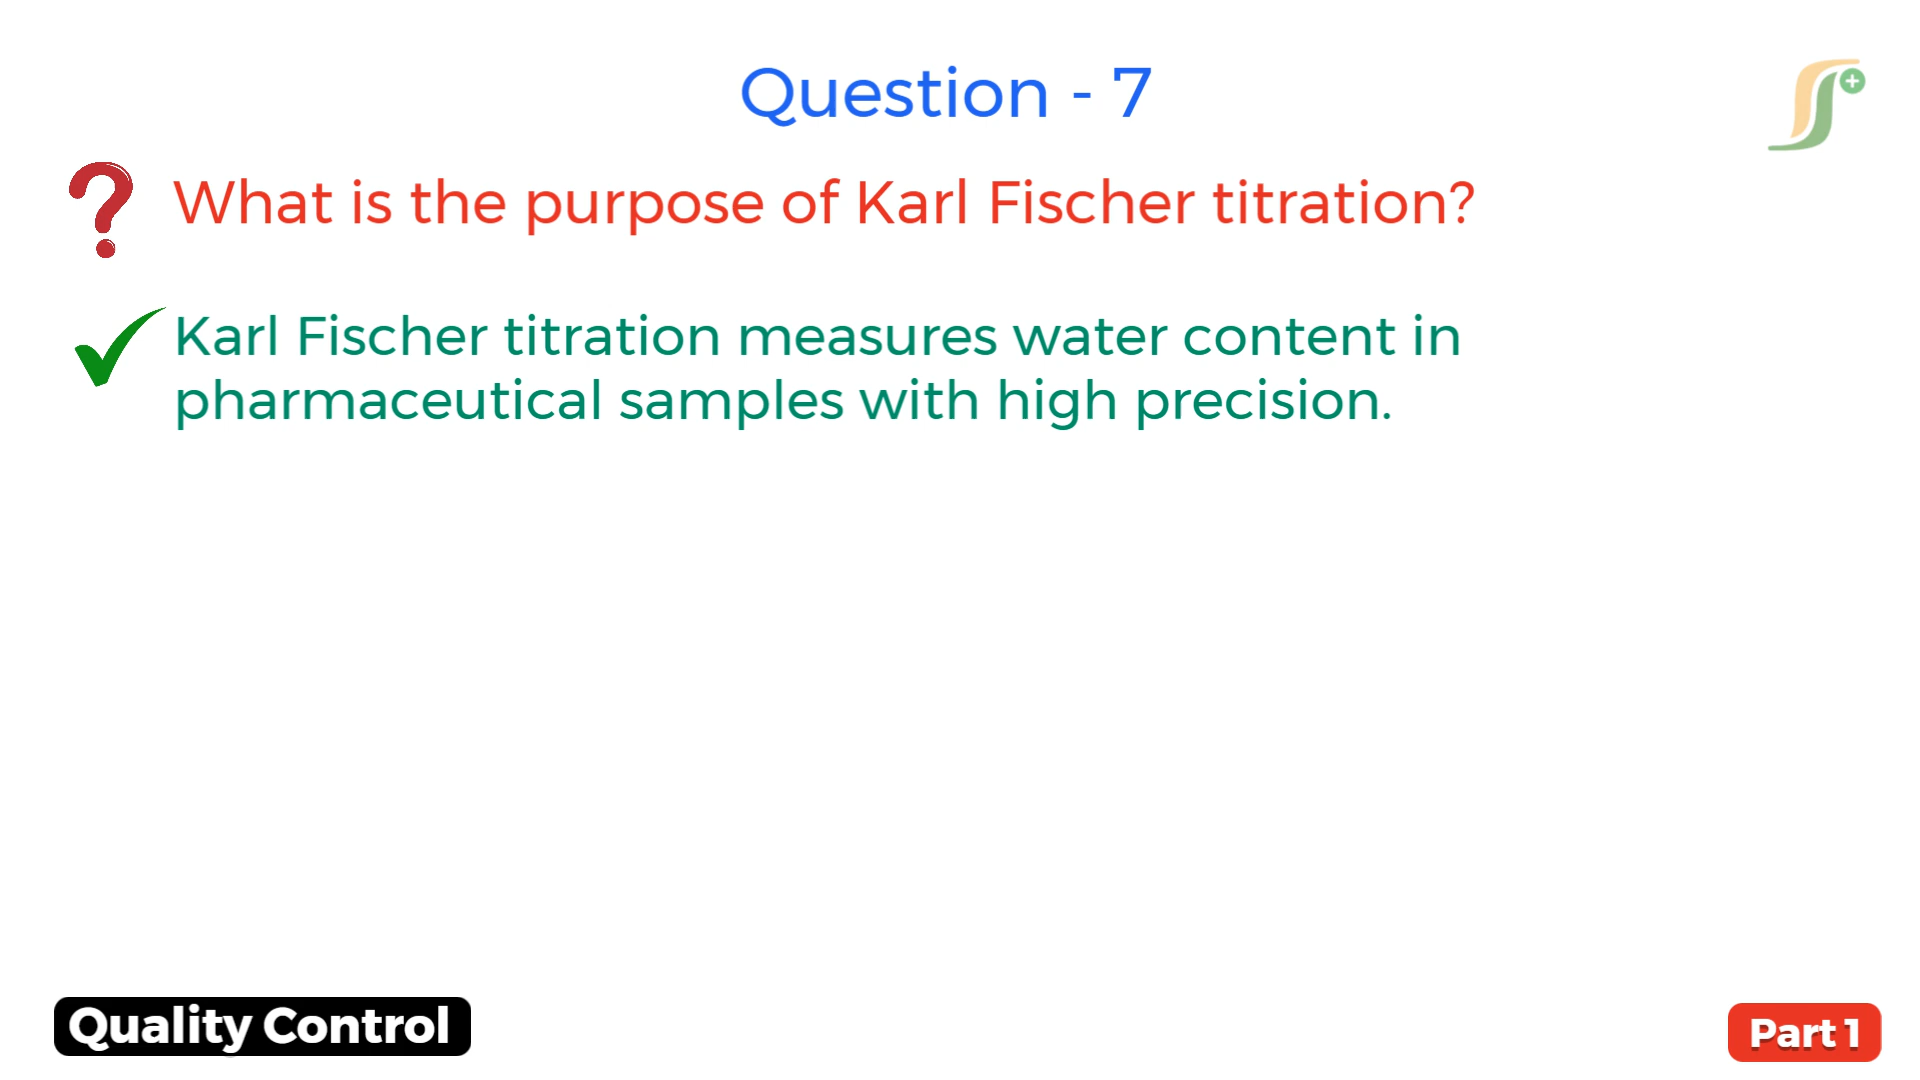 Question - 7
What is the purpose of Karl Fischer titration?
Karl Fischer titration measures water content in
pharmaceutical samples with high precision.
Quality Control
Part 1